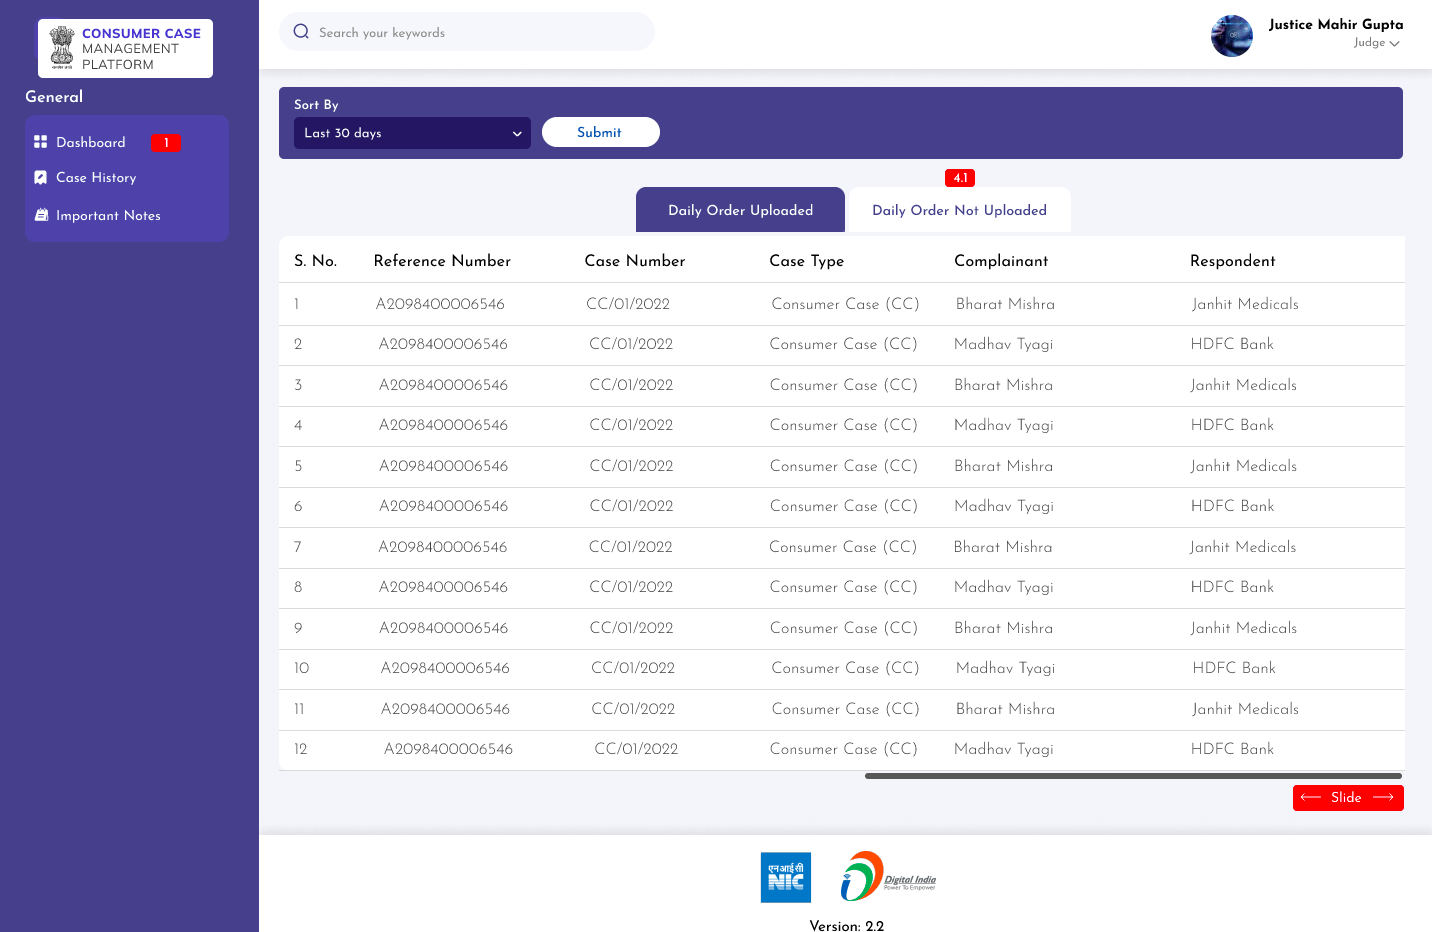 CONSUMER CASE
MANAGEMENT
PLATFORM
Search your keywords
Justice Mahir Gupta
Judge
General
Dashboard 1
Case History
Important Notes
Sort By
Last 30 days
Submit
4.1
Daily Order Uploaded
Daily Order Not Uploaded
S. No. Reference Number Case Number Case Type Complainant Respondent
1 A2098400006546 CC/01/2022 Consumer Case (CC) Bharat Mishra Janhit Medicals
2 A2098400006546 CC/01/2022 Consumer Case (CC) Madhav Tyagi HDFC Bank
3 A2098400006546 CC/01/2022 Consumer Case (CC) Bharat Mishra Janhit Medicals
4 A2098400006546 CC/01/2022 Consumer Case (CC) Madhav Tyagi HDFC Bank
5 A2098400006546 CC/01/2022 Consumer Case (CC) Bharat Mishra Janhit Medicals
6 A2098400006546 CC/01/2022 Consumer Case (CC) Madhav Tyagi HDFC Bank
7 A2098400006546 CC/01/2022 Consumer Case (CC) Bharat Mishra Janhit Medicals
8 A2098400006546 CC/01/2022 Consumer Case (CC) Madhav Tyagi HDFC Bank
9 A2098400006546 CC/01/2022 Consumer Case (CC) Bharat Mishra Janhit Medicals
10 A2098400006546 CC/01/2022 Consumer Case (CC) Madhav Tyagi HDFC Bank
11 A2098400006546 CC/01/2022 Consumer Case (CC) Bharat Mishra Janhit Medicals
12 A2098400006546 CC/01/2022 Consumer Case (CC) Madhav Tyagi HDFC Bank
Slide
एन आई सी
NIC
Digital India
Power To Empower
Version: 2.2